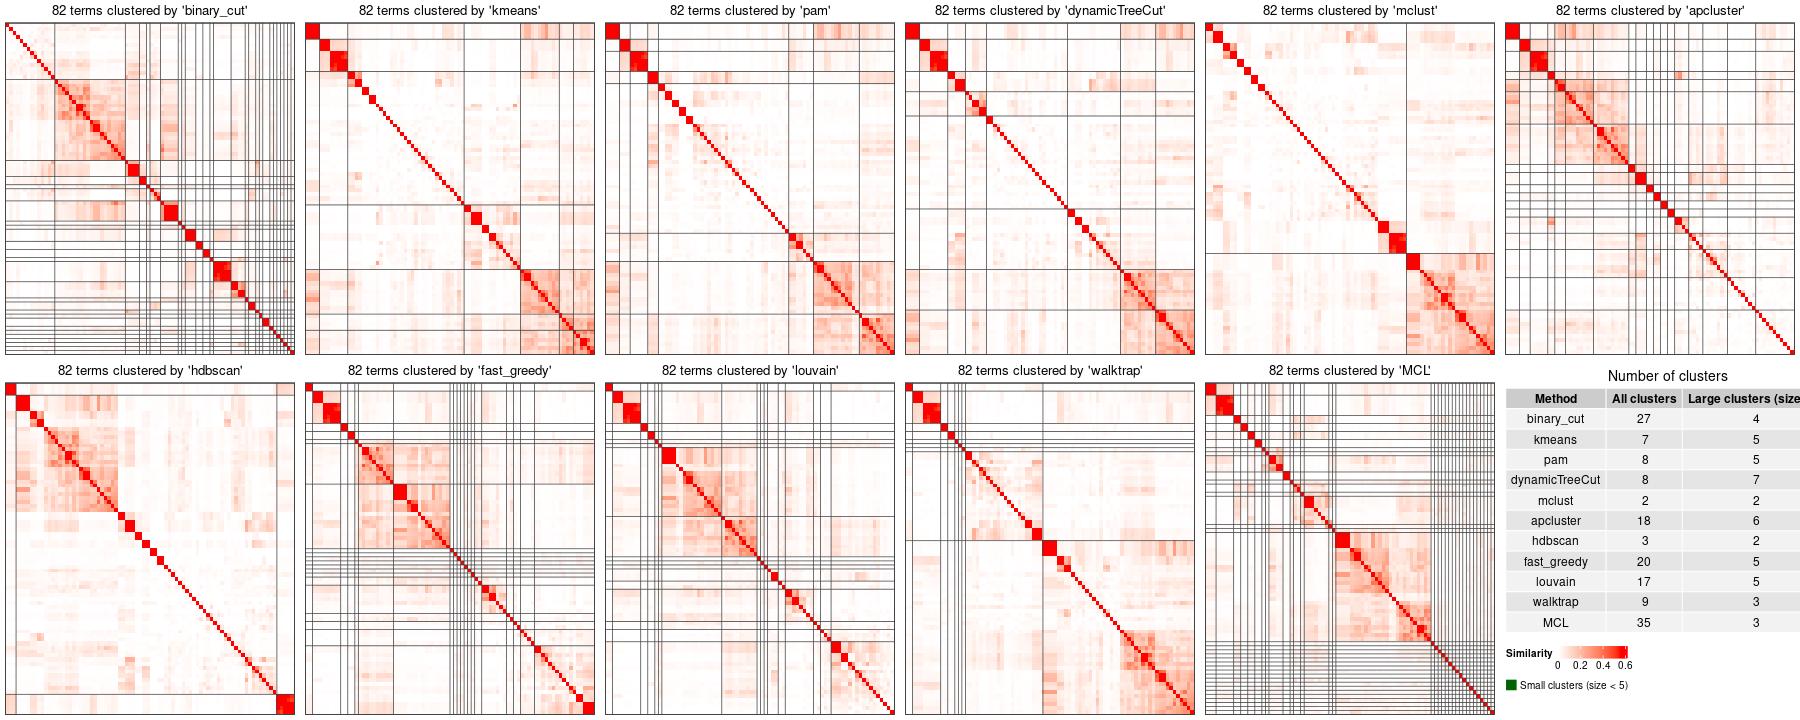 82 terms clustered by 'binary_cut'
82 terms clustered by 'kmeans'
82 terms clustered by 'pam'
82 terms clustered by 'dynamicTreeCut'
82 terms clustered by 'mclust'
82 terms clustered by 'apcluster'
82 terms clustered by 'hdbscan'
82 terms clustered by 'fast_greedy'
82 terms clustered by 'louvain'
82 terms clustered by 'walktrap'
82 terms clustered by 'MCL'
Number of clusters
Method All clusters Large clusters (size
binary_cut 27 4
kmeans 7 5
pam 8 5
dynamicTreeCut 8 7
mclust 2 2
apcluster 18 6
hdbscan 3 2
fast_greedy 20 5
louvain 17 5
walktrap 9 3
MCL 35 3
Similarity
0 0.2 0.4 0.6
Small clusters (size < 5)